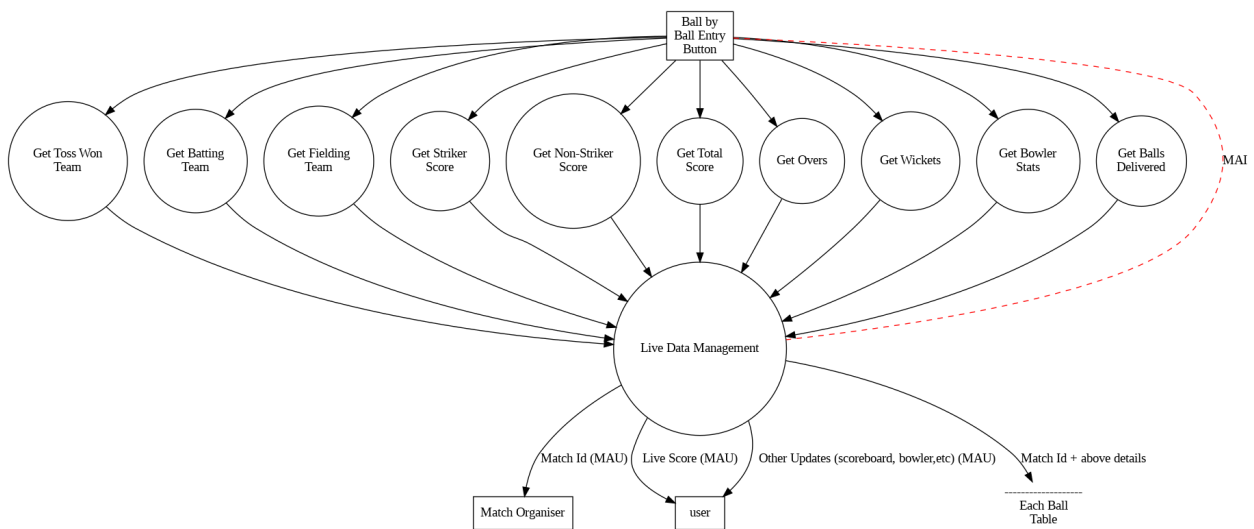 Ball by
Ball Entry
Button
Get Toss Won
Team
Get Batting
Team
Get Fielding
Team
Get Striker
Score
Get Non-Striker
Score
Get Total
Score
Get Overs
Get Wickets
Get Bowler
Stats
Get Balls
Delivered
Live Data Management
Match Id (MAU)
Live Score (MAU)
Other Updates (scoreboard, bowler,etc) (MAU)
Match Id + above details
Match Organiser
user
-------------------
Each Ball
Table